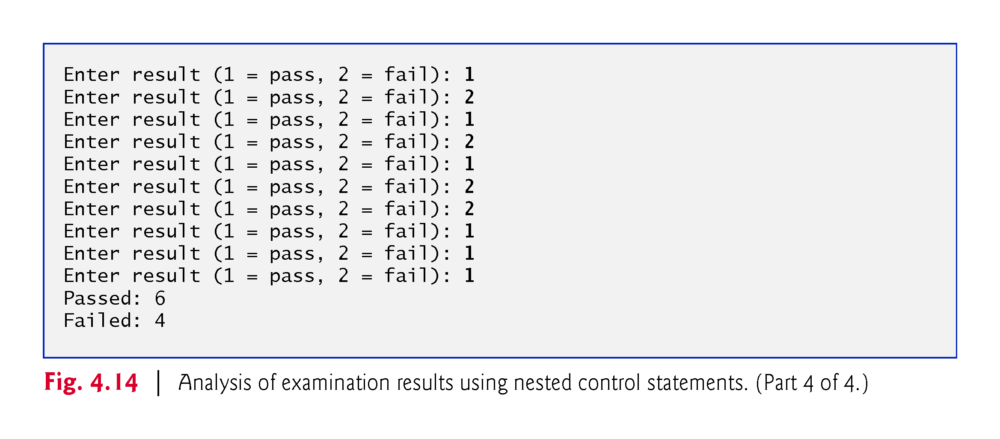 Enter result (1 = pass, 2 = fail): 1
Enter result (1 = pass, 2 = fail): 2
Enter result (1 = pass, 2 = fail): 1
Enter result (1 = pass, 2 = fail): 2
Enter result (1 = pass, 2 = fail): 1
Enter result (1 = pass, 2 = fail): 2
Enter result (1 = pass, 2 = fail): 2
Enter result (1 = pass, 2 = fail): 1
Enter result (1 = pass, 2 = fail): 1
Enter result (1 = pass, 2 = fail): 1
Passed: 6
Failed: 4
Fig. 4.14 | Analysis of examination results using nested control statements. (Part 4 of 4.)